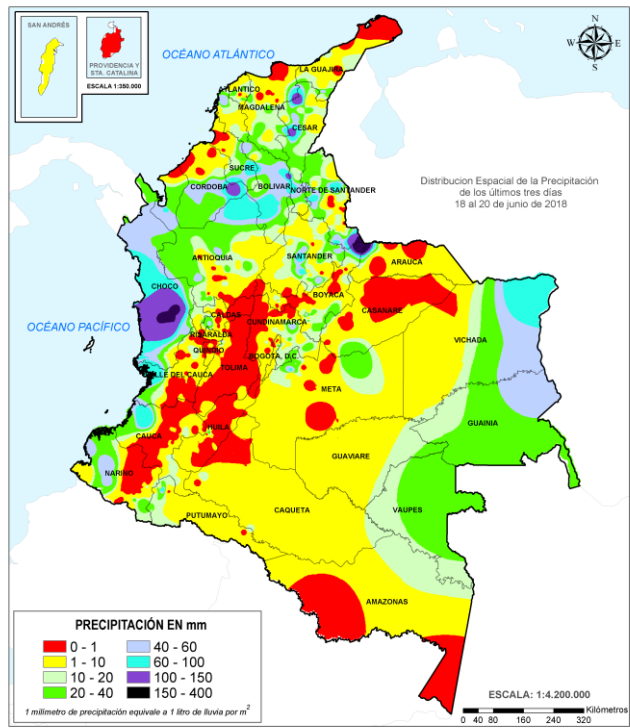 SAN ANDRÉS
PROVIDENCIA Y
STA. CATALINA
ESCALA 1:350.000
N
W E
S
OCÉANO ATLÁNTICO
LA GUAJIRA
ATLANTICO
MAGDALENA
CESAR
SUCRE
CORDOBA
BOLIVAR
NORTE DE SANTANDER
Distribucion Espacial de la Precipitación
de los últimos tres días
18 al 20 de junio de 2018
ANTIOQUIA
SANTANDER
ARAUCA
CHOCO
BOYACA
CASANARE
OCÉANO PACÍFICO
CALDAS
CUNDINAMARCA
RISARALDA
VICHADA
QUINDIO
BOGOTA, D.C.
VALLE DEL CAUCA
TOLIMA
META
GUAINIA
CAUCA
HUILA
GUAVIARE
NARIÑO
VAUPES
PUTUMAYO
CAQUETA
AMAZONAS
PRECIPITACIÓN EN mm
0 - 1
1 - 10
10 - 20
20 - 40
40 - 60
60 - 100
100 - 150
150 - 400
1 milímetro de precipitación equivale a 1 litro de lluvia por m²
ESCALA: 1:4.200.000
Kilómetros
0 40 80 160 240 320